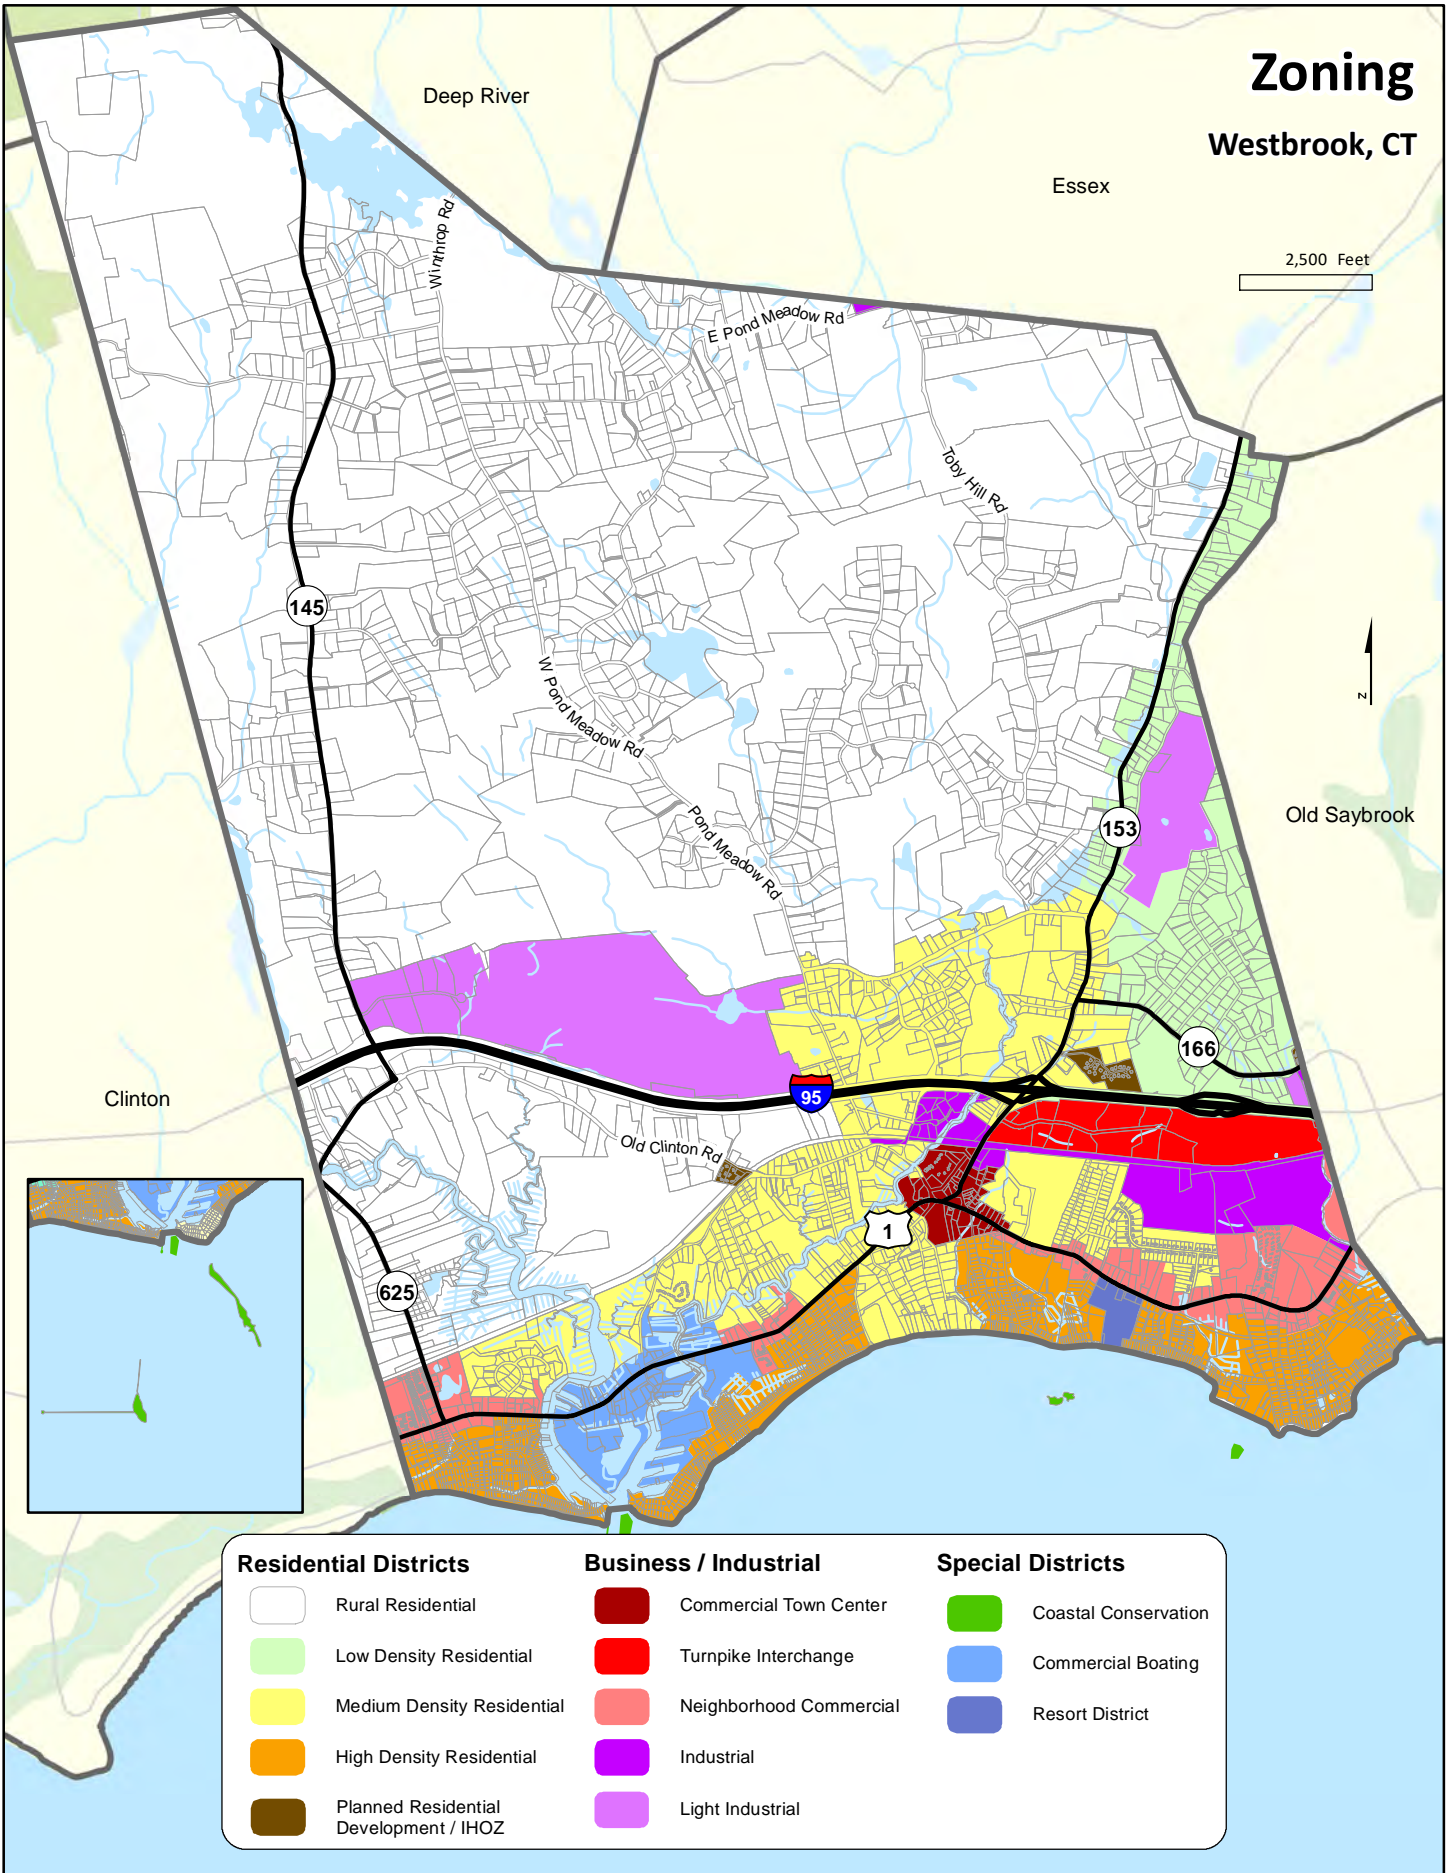 Zoning
Westbrook, CT
Deep River
Essex
2,500 Feet
Winthrop Rd
E Pond Meadow Rd
Toby Hill Rd
145
W Pond Meadow Rd
N
Pond Meadow Rd
153
Old Saybrook
166
Clinton
95
Old Clinton Rd
1
625
Residential Districts
Rural Residential
Low Density Residential
Medium Density Residential
High Density Residential
Planned Residential
Development / IHOZ
Business / Industrial
Commercial Town Center
Turnpike Interchange
Neighborhood Commercial
Industrial
Light Industrial
Special Districts
Coastal Conservation
Commercial Boating
Resort District